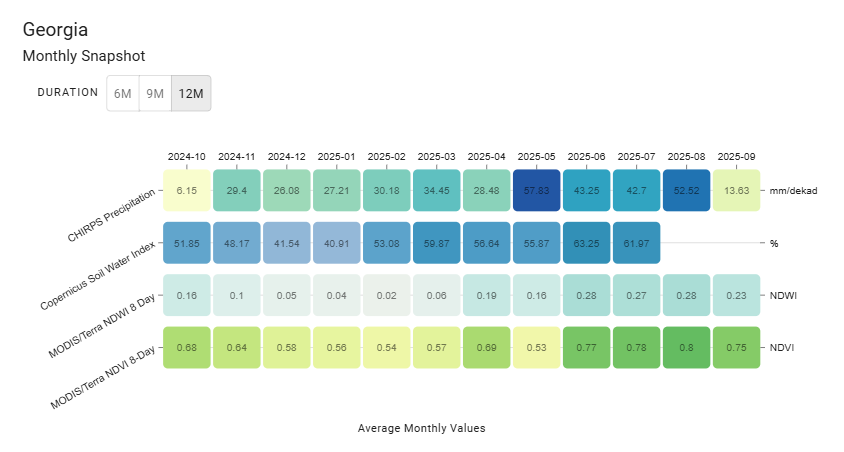 Georgia
Monthly Snapshot
DURATION 6M 9M 12M
2024-10 2024-11 2024-12 2025-01 2025-02 2025-03 2025-04 2025-05 2025-06 2025-07 2025-08 2025-09
CHIRPS Precipitation 6.15 29.4 26.08 27.21 30.18 34.45 28.48 57.83 43.25 42.7 52.52 13.63 mm/dekad
Copernicus Soil Water Index 51.85 48.17 41.54 40.91 53.08 59.87 56.64 55.87 63.25 61.97 %
MODIS/Terra NDWI 8 Day 0.16 0.1 0.05 0.04 0.02 0.06 0.19 0.16 0.28 0.27 0.28 0.23 NDWI
MODIS/Terra NDVI 8-Day 0.68 0.64 0.58 0.56 0.54 0.57 0.69 0.53 0.77 0.78 0.8 0.75 NDVI
Average Monthly Values